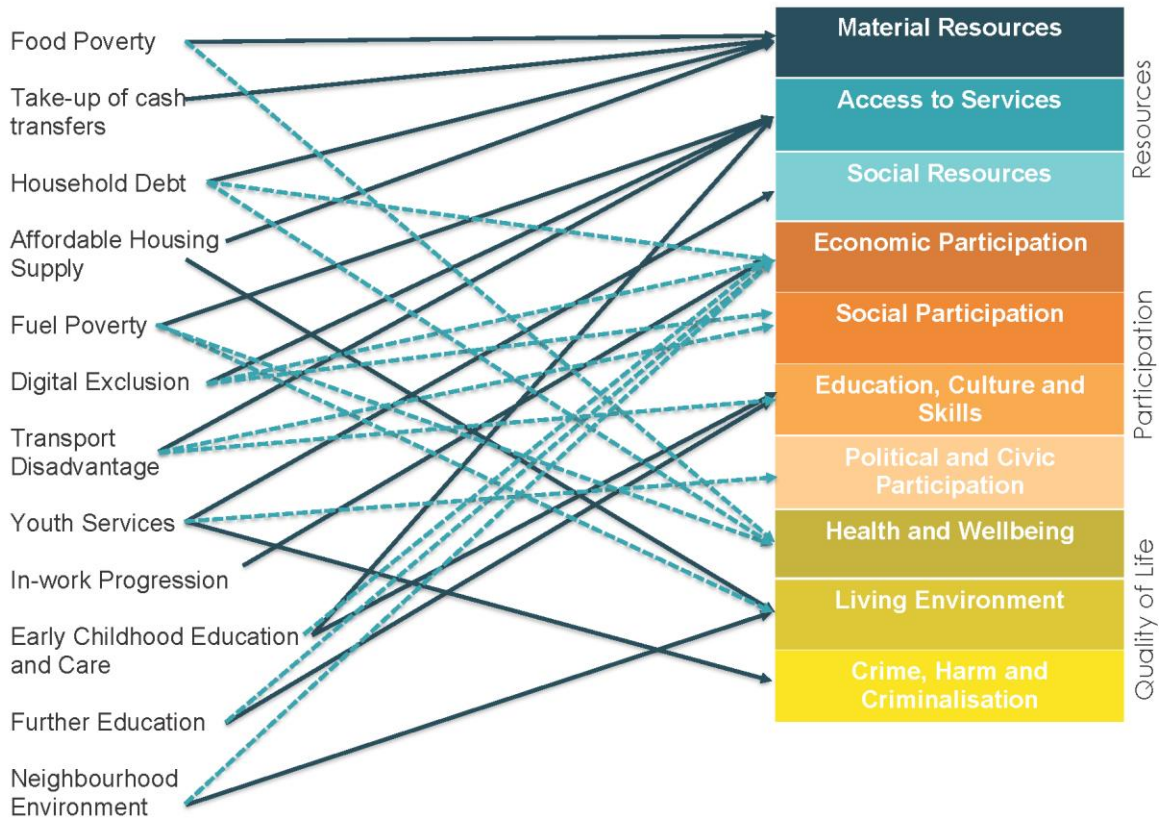 Food Poverty
Take-up of cash
transfers
Household Debt
Affordable Housing
Supply
Fuel Poverty
Digital Exclusion
Transport
Disadvantage
Youth Services
In-work Progression
Early Childhood Education
and Care
Further Education
Neighbourhood
Environment
Material Resources
Access to Services
Social Resources
Economic Participation
Social Participation
Education, Culture and
Skills
Political and Civic
Participation
Health and Wellbeing
Living Environment
Crime, Harm and
Criminalisation
Resources
Participation
Quality of Life